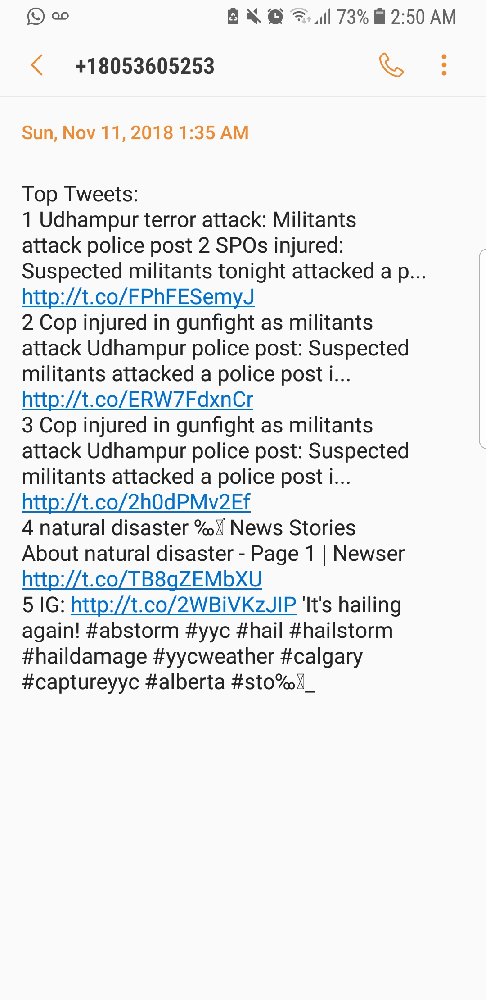 73% 2:50 AM
+18053605253
Sun, Nov 11, 2018 1:35 AM
Top Tweets:
1 Udhampur terror attack: Militants
attack police post 2 SPOs injured:
Suspected militants tonight attacked a p...
http://t.co/FPhFESemyJ
2 Cop injured in gunfight as militants
attack Udhampur police post: Suspected
militants attacked a police post i...
http://t.co/ERW7FdxnCr
3 Cop injured in gunfight as militants
attack Udhampur police post: Suspected
militants attacked a police post i...
http://t.co/2h0dPMv2Ef
4 natural disaster ‰ News Stories
About natural disaster - Page 1 | Newser
http://t.co/TB8gZEMbXU
5 IG: http://t.co/2WBiVKzJIP 'It's hailing
again! #abstorm #yyc #hail #hailstorm
#haildamage #yycweather #calgary
#captureyyc #alberta #sto‰_